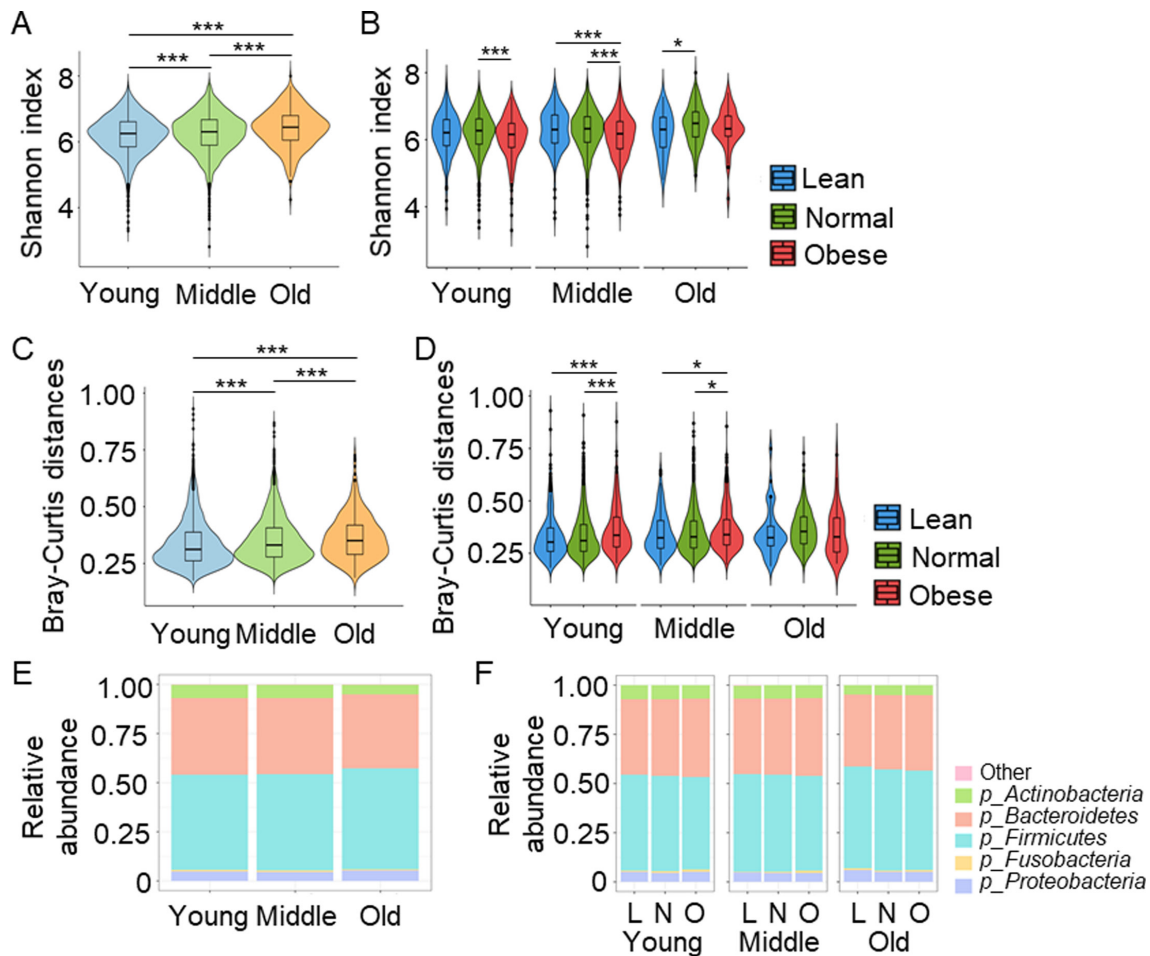 A
Shannon index
8
6
4
***
***
***
Young Middle Old
B
Shannon index
8
6
4
***
***
***
*
Young Middle Old
Lean
Normal
Obese
C
Bray-Curtis distances
1.00
0.75
0.50
0.25
***
***
***
Young Middle Old
D
Bray-Curtis distances
1.00
0.75
0.50
0.25
***
***
*
*
Young Middle Old
Lean
Normal
Obese
E
Relative
abundance
1.00
0.75
0.50
0.25
0
Young Middle Old
F
Relative
abundance
1.00
0.75
0.50
0.25
0
L N O L N O L N O
Young Middle Old
Other
p_Actinobacteria
p_Bacteroidetes
p_Firmicutes
p_Fusobacteria
p_Proteobacteria